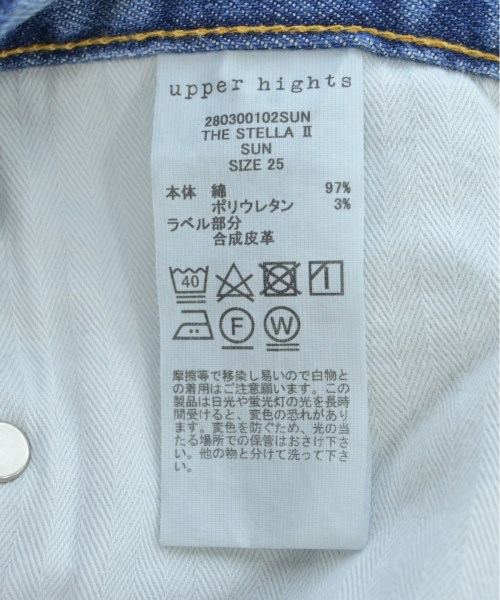 upper hights
280300102SUN
THE STELLA Ⅱ
SUN
SIZE 25
本体 綿 97%
ポリウレタン 3%
ラベル部分
合成皮革
40
F W
摩擦等で移染し易いので白物と
の着用はご注意願います。この
製品は日光や蛍光灯の光を長時
間受けると、変色の恐れがあり
ます。変色を防ぐため、光の当
たる場所での保管はおさけ下さ
い。他の物と分けて洗って下さ
い。